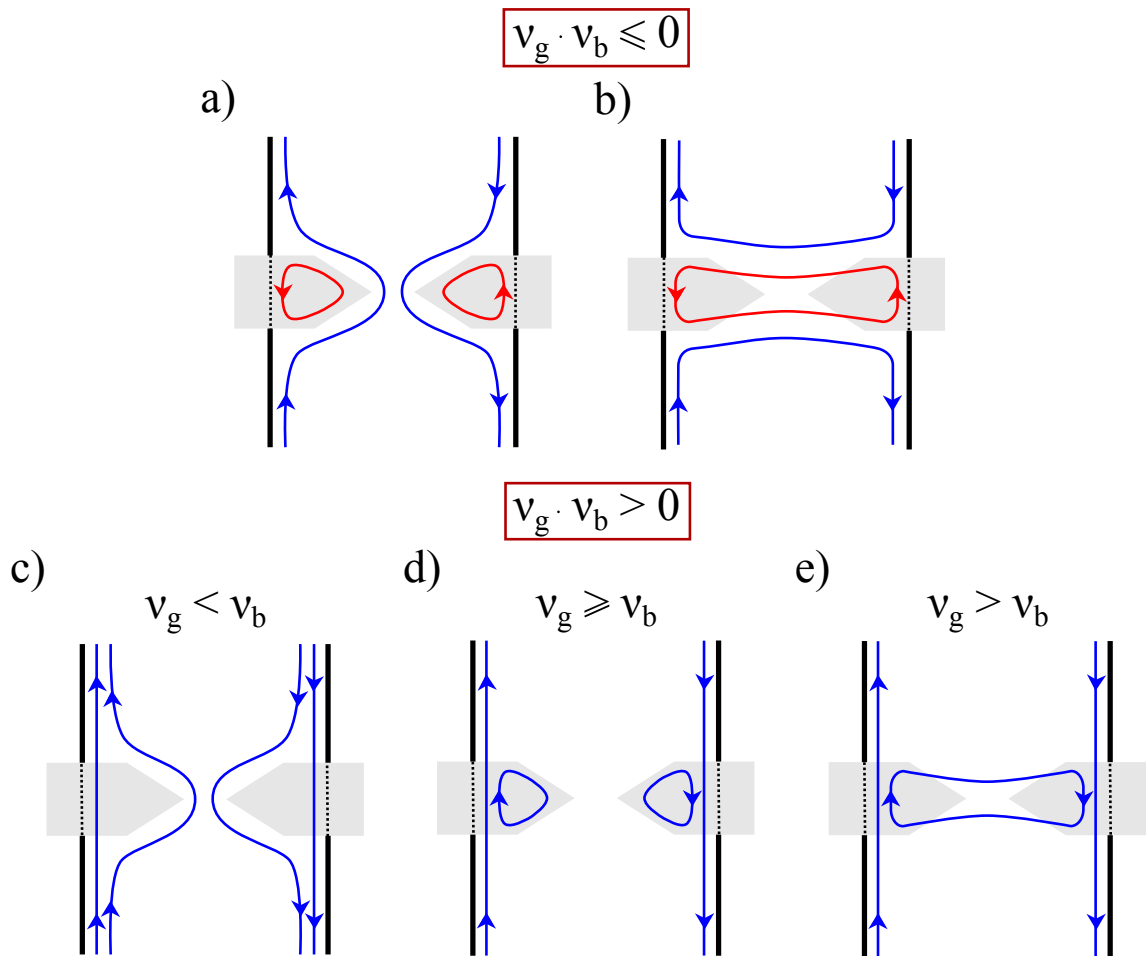 ν_g · ν_b ⩽ 0
a)
b)
ν_g · ν_b > 0
c)
d)
e)
ν_g < ν_b
ν_g ⩾ ν_b
ν_g > ν_b